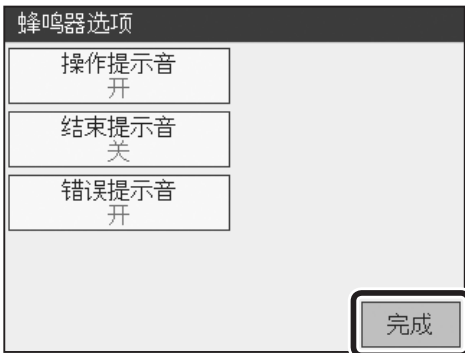 蜂鸣器选项
操作提示音
开
结束提示音
关
错误提示音
开
完成